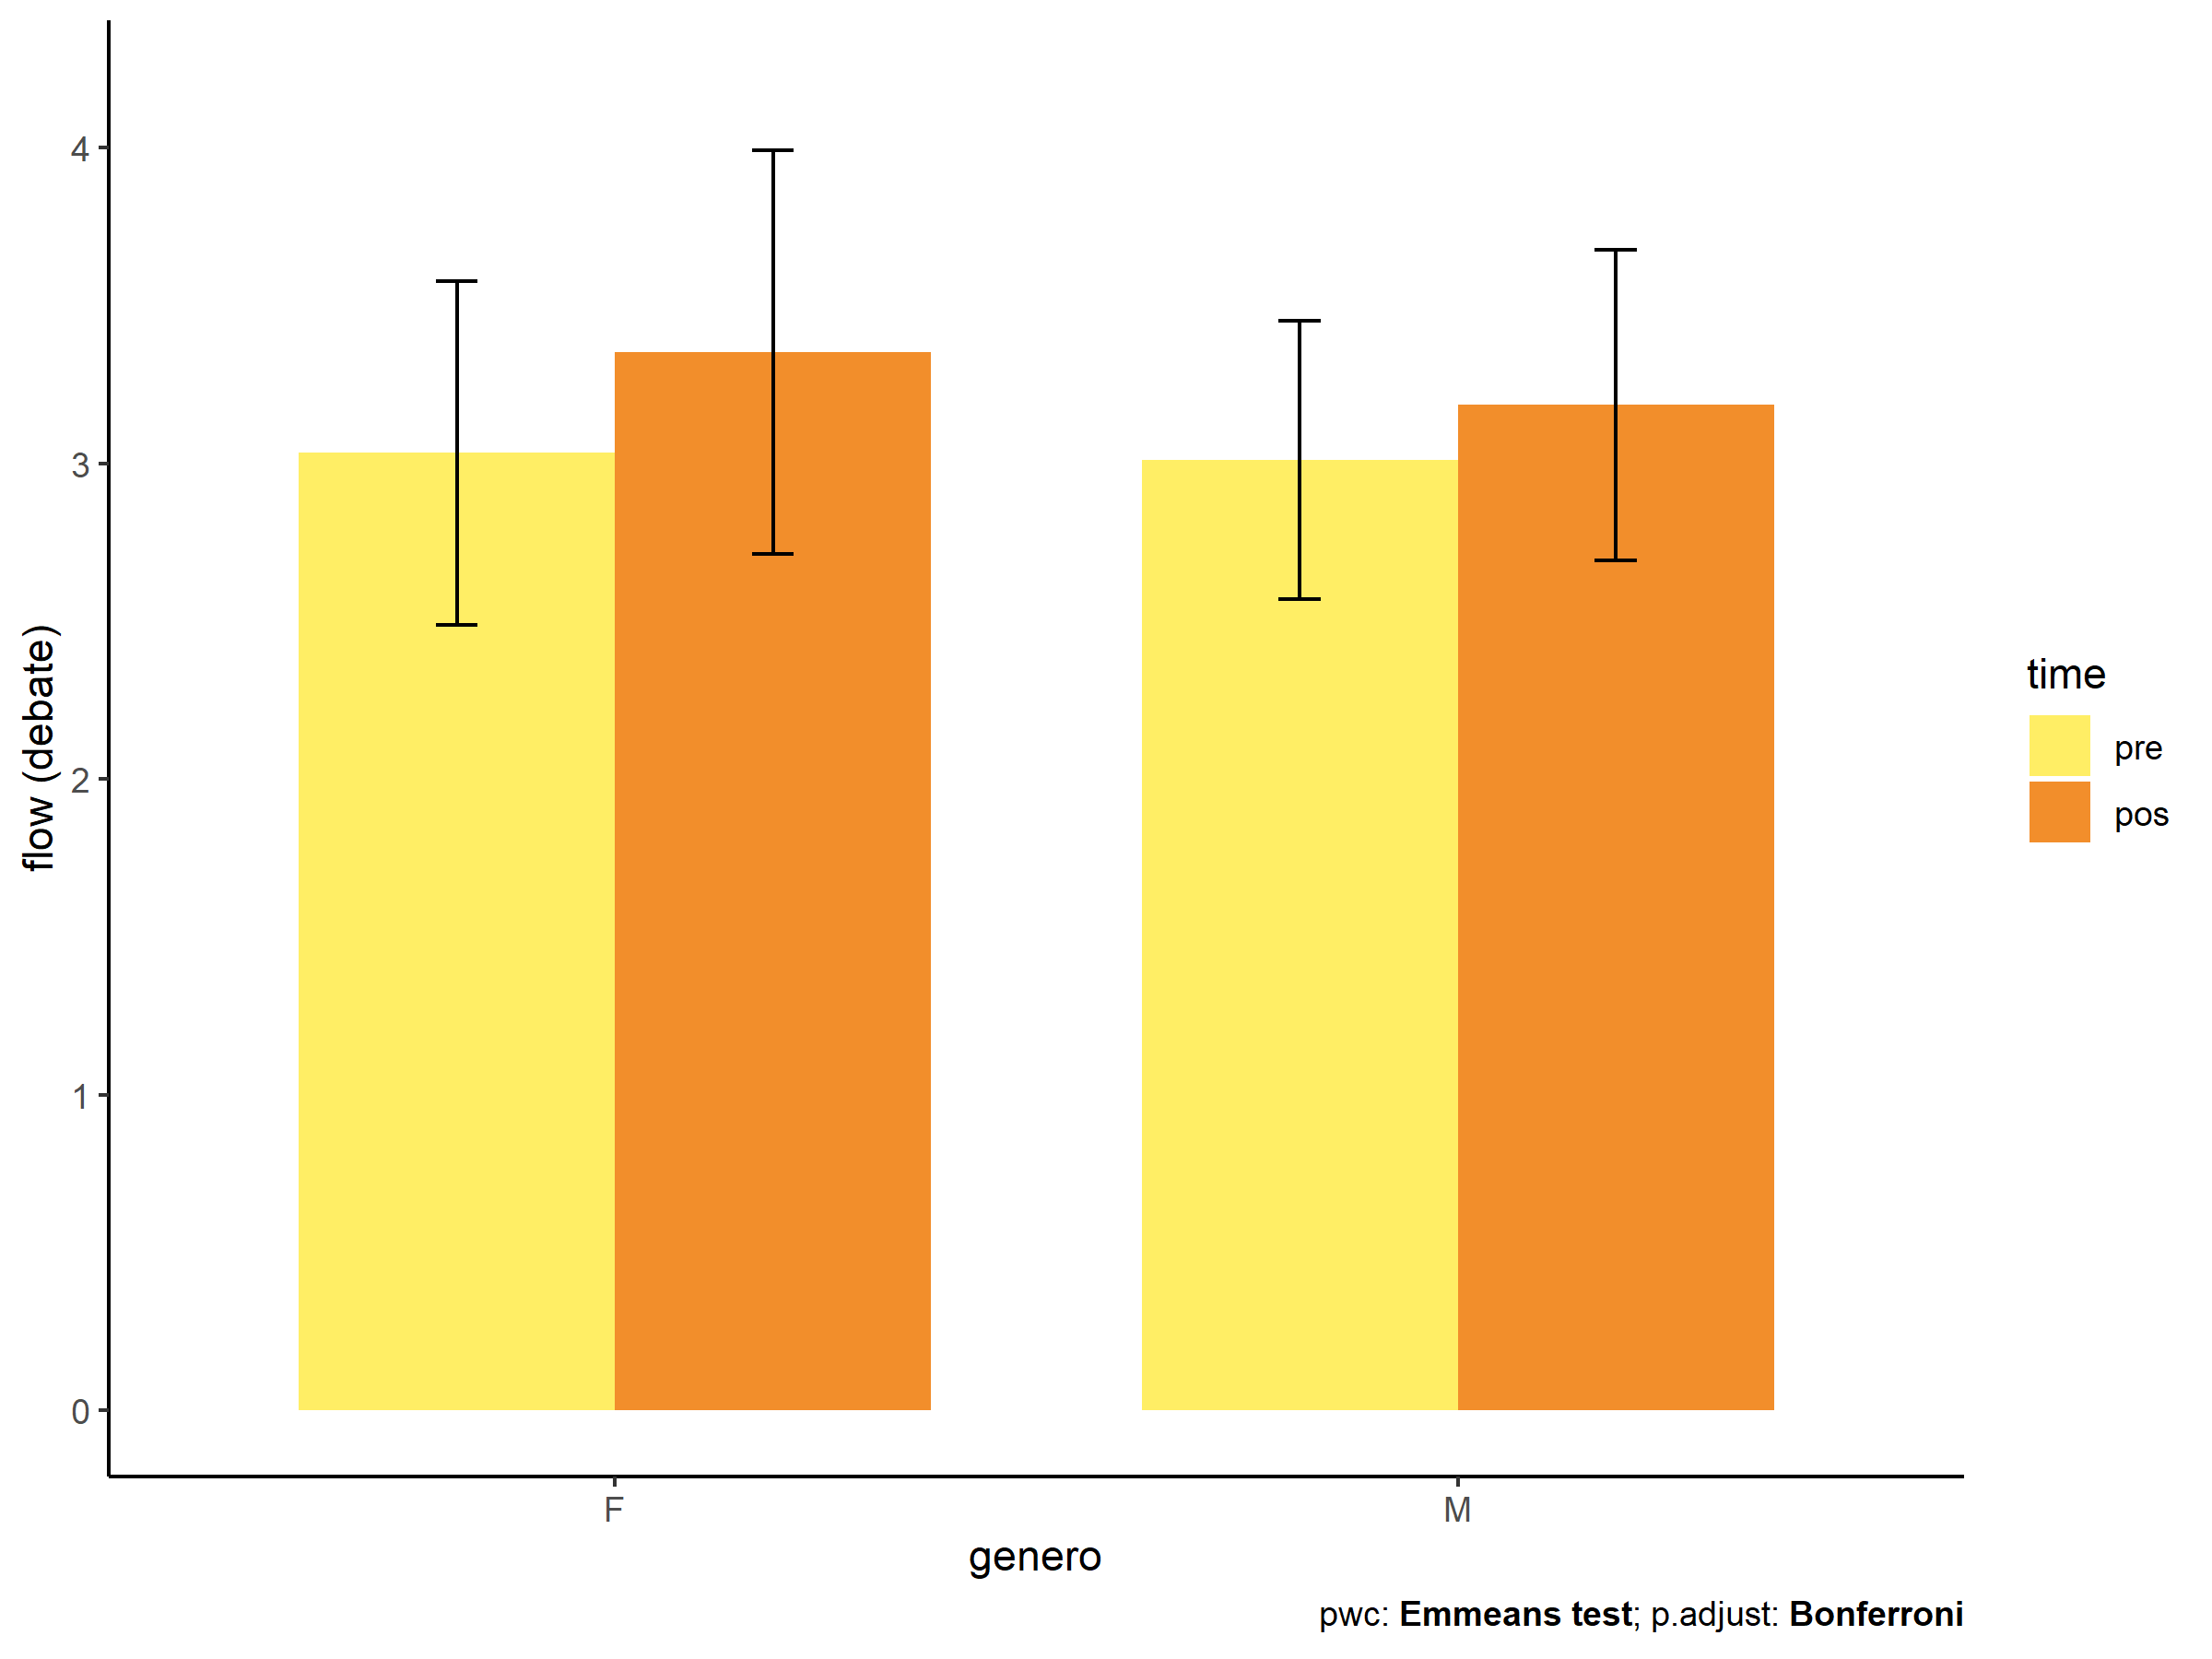 4
3
2
1
0
flow (debate)
F
M
genero
time
pre
pos
pwc: Emmeans test; p.adjust: Bonferroni